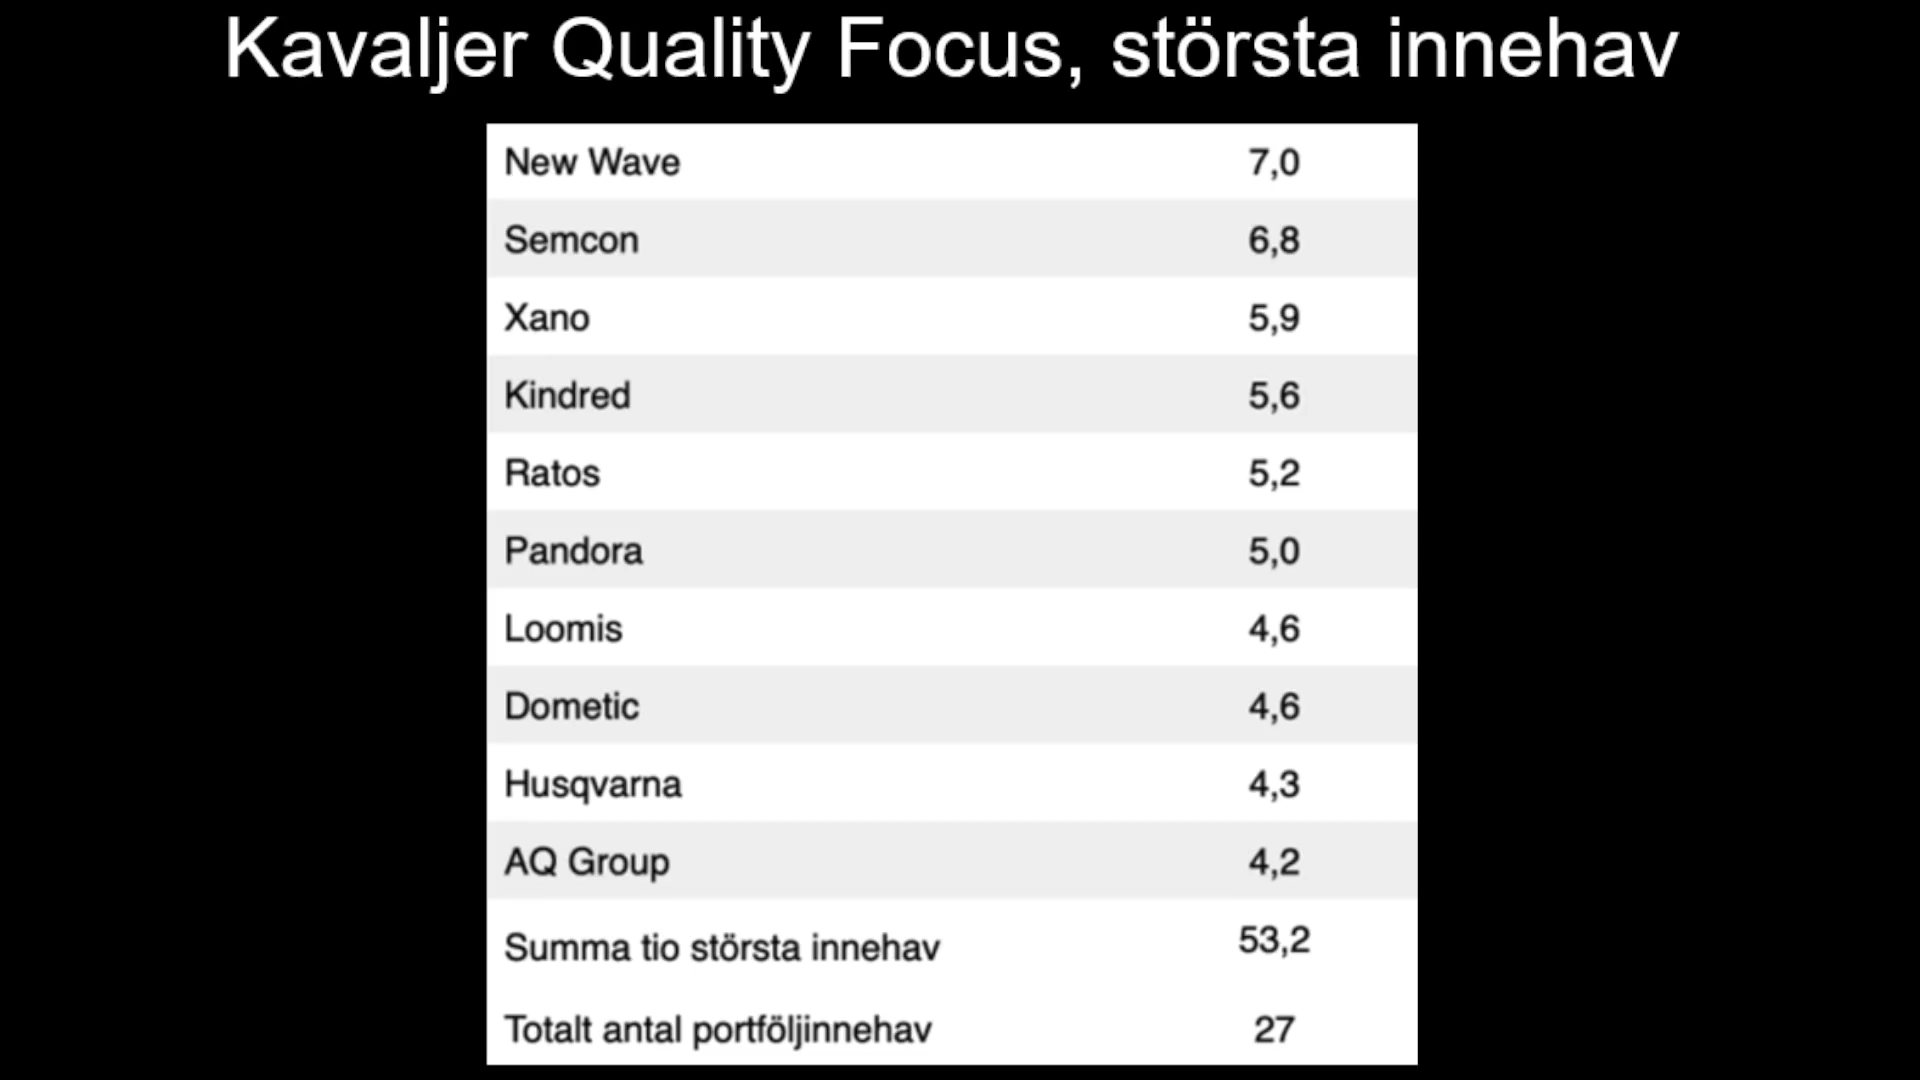 Kavaljer Quality Focus, största innehav
New Wave 7,0
Semcon 6,8
Xano 5,9
Kindred 5,6
Ratos 5,2
Pandora 5,0
Loomis 4,6
Dometic 4,6
Husqvarna 4,3
AQ Group 4,2
Summa tio största innehav 53,2
Totalt antal portföljinnehav 27